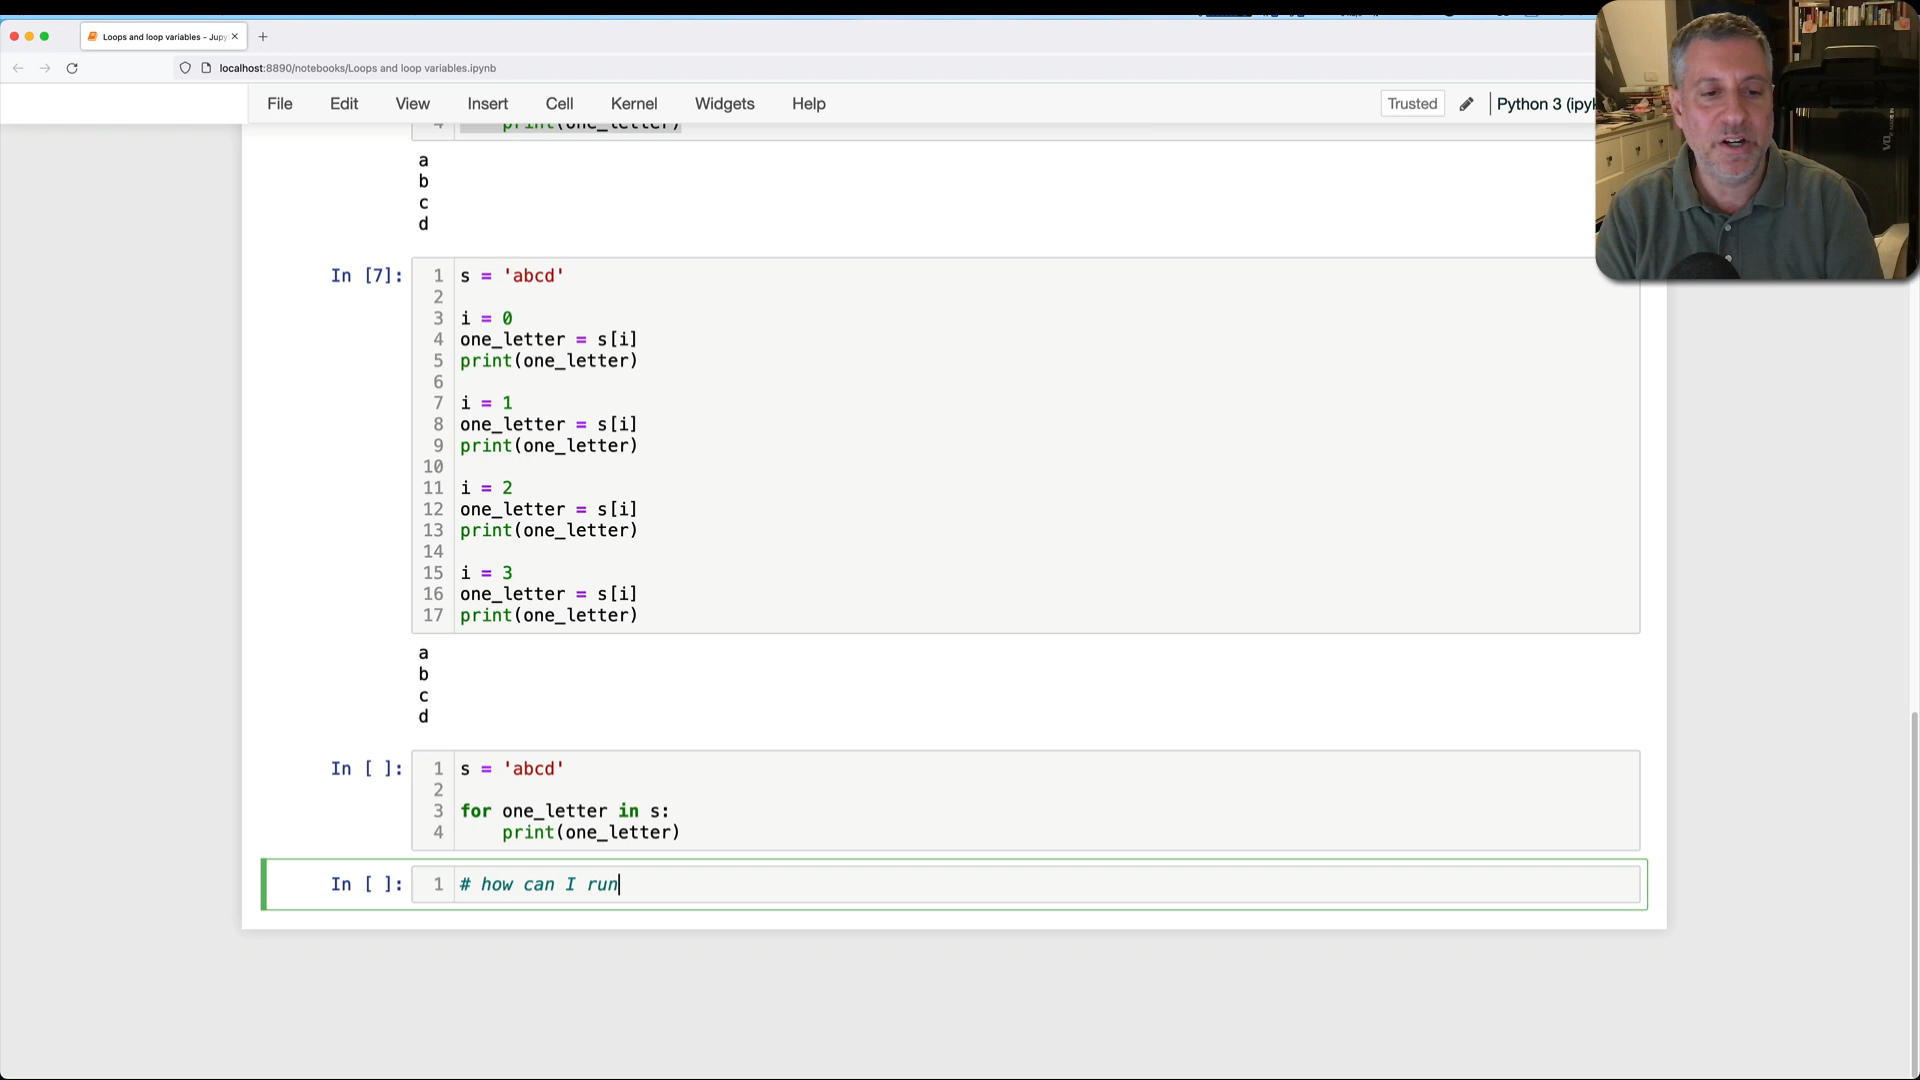 Loops and loop variables - Jupy
localhost:8890/notebooks/Loops and loop variables.ipynb
File Edit View Insert Cell Kernel Widgets Help
Trusted Python 3 (ipyk
4 print(one_letter)
a
b
c
d
In [7]:
1 s = 'abcd'
2
3 i = 0
4 one_letter = s[i]
5 print(one_letter)
6
7 i = 1
8 one_letter = s[i]
9 print(one_letter)
10
11 i = 2
12 one_letter = s[i]
13 print(one_letter)
14
15 i = 3
16 one_letter = s[i]
17 print(one_letter)
a
b
c
d
In [ ]:
1 s = 'abcd'
2
3 for one_letter in s:
4 print(one_letter)
In [ ]:
1 # how can I run